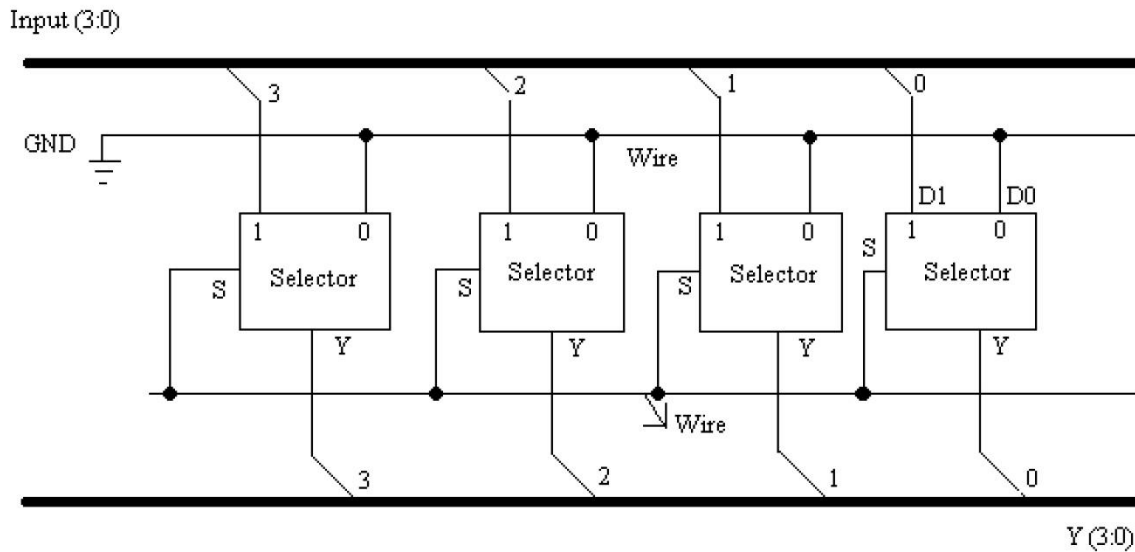 Input (3:0)
3 2 1 0
GND
Wire
D1 D0
1 0 1 0 1 0 1 0
S
Selector Selector Selector Selector
S S S
Y Y Y Y
Wire
3 2 1 0
Y (3:0)